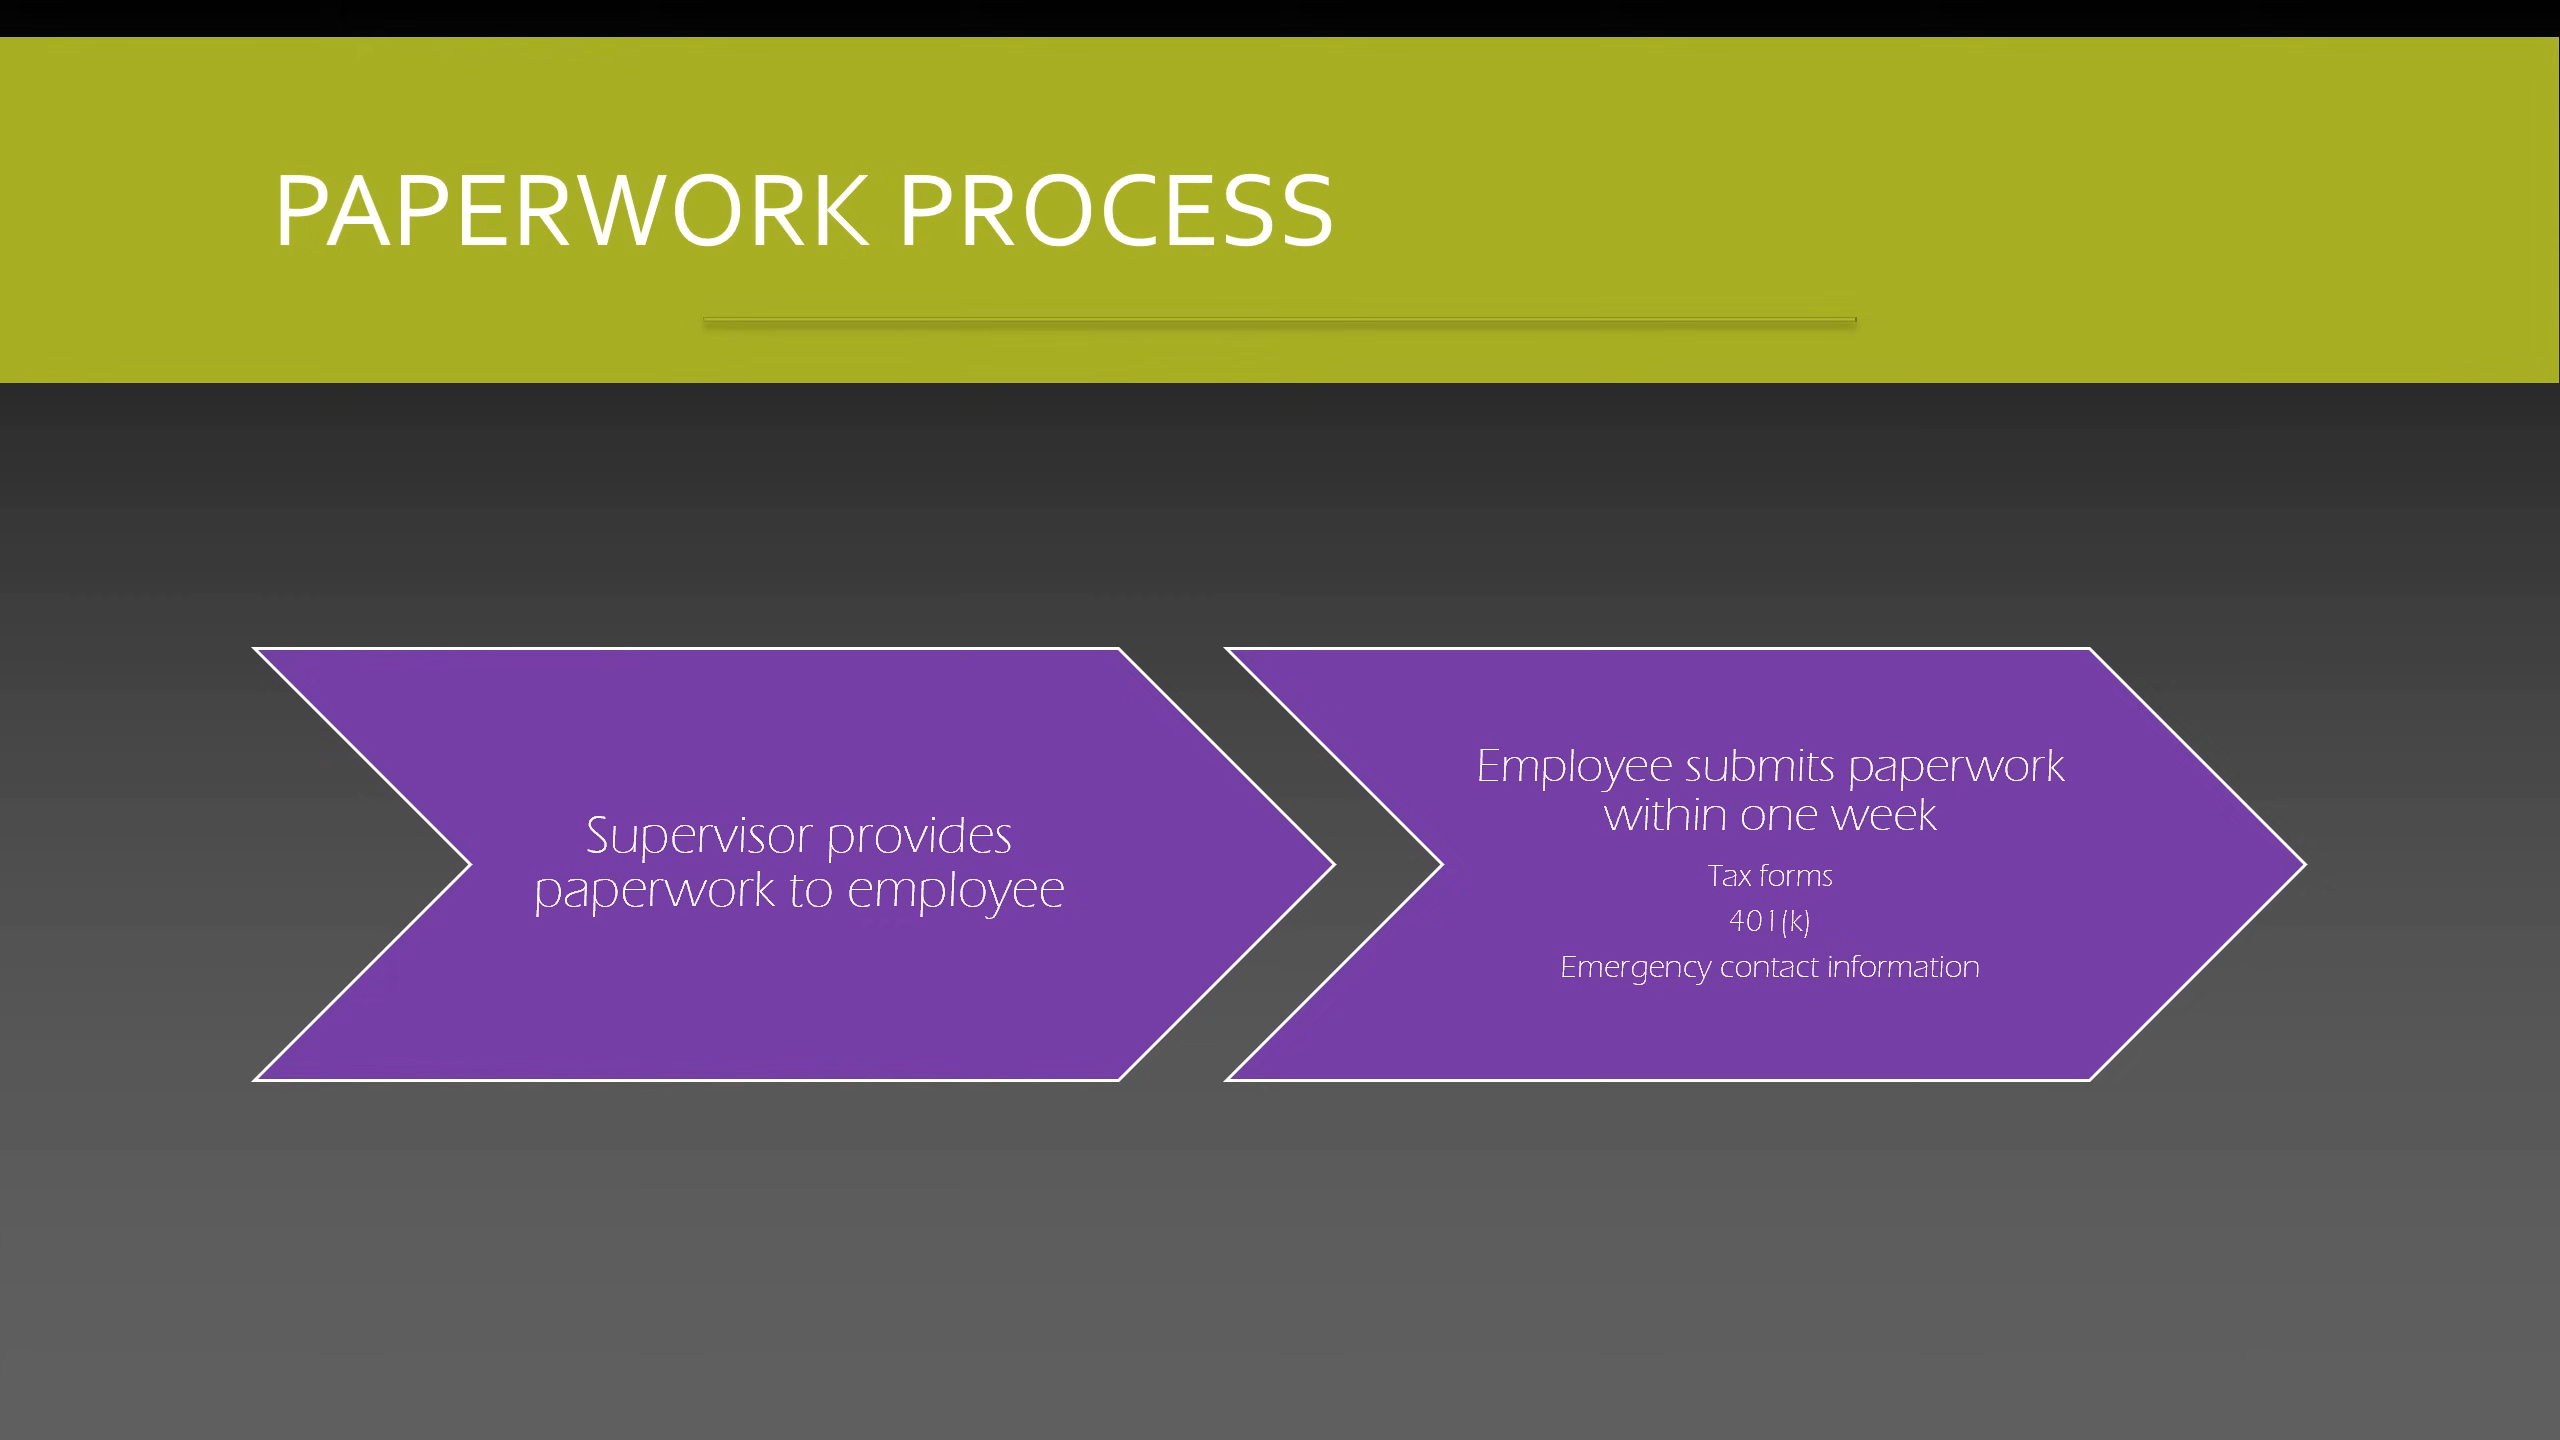 PAPERWORK PROCESS
Supervisor provides
paperwork to employee
Employee submits paperwork
within one week
Tax forms
401(k)
Emergency contact information